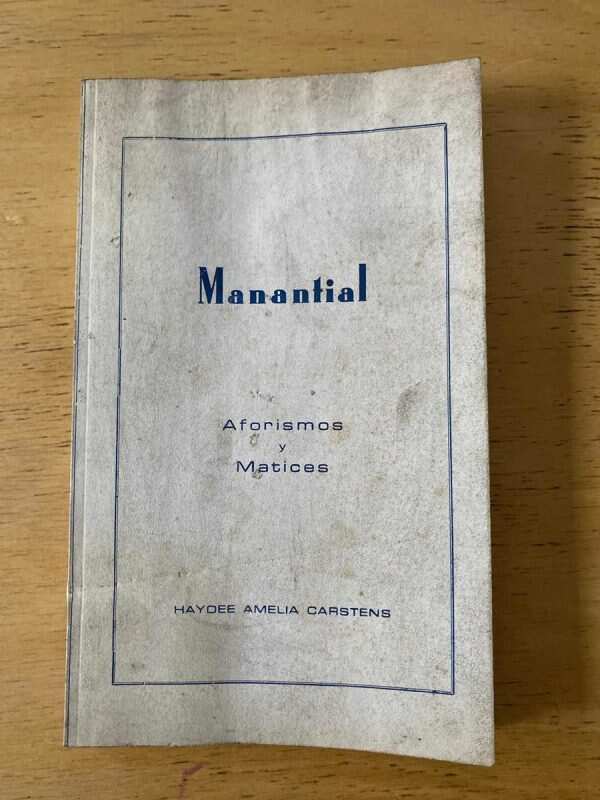 Manantial
Aforismos
y
Matices
HAYDEE AMELIA CARSTENS